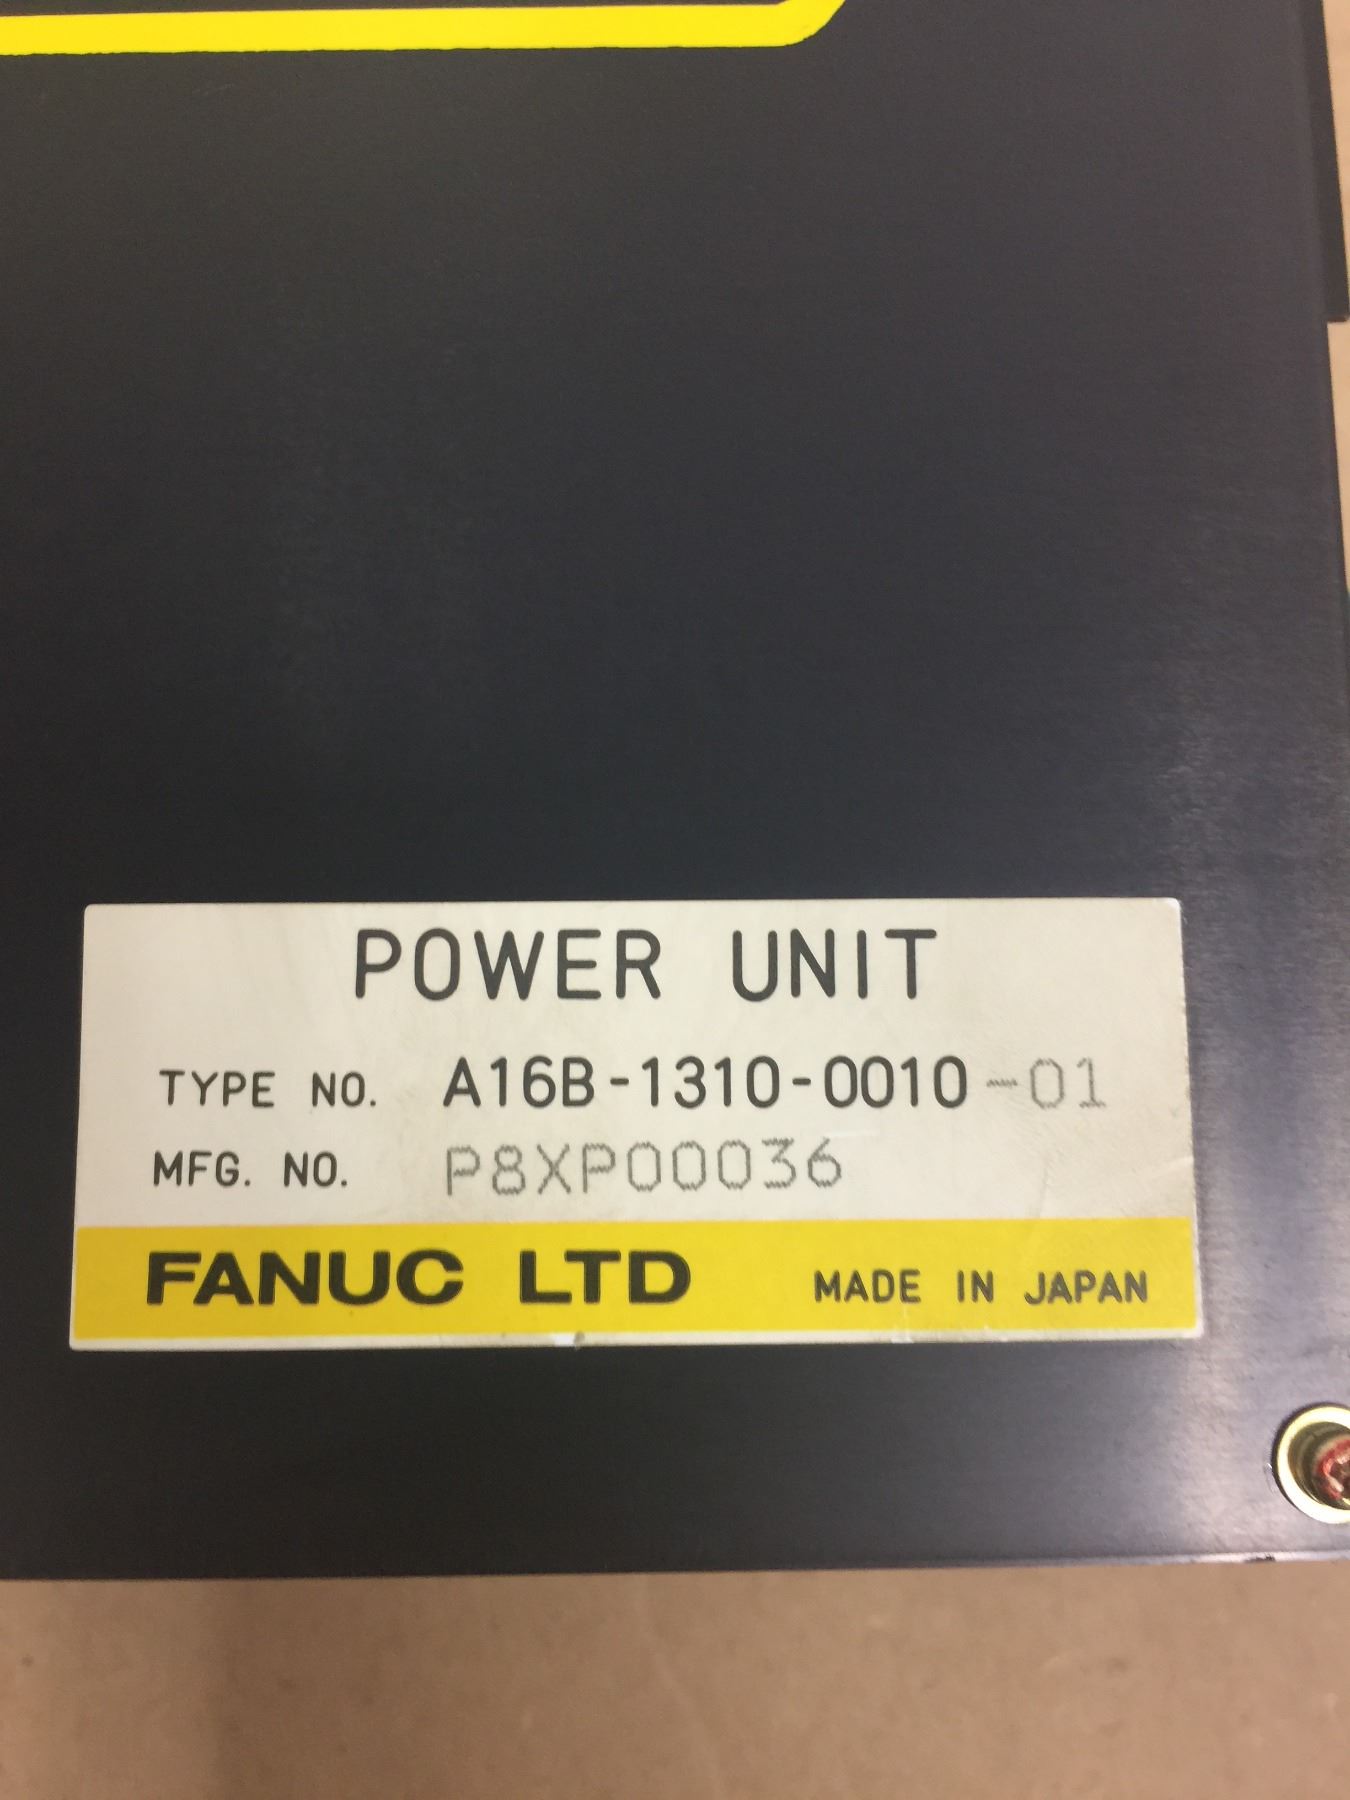 POWER UNIT
TYPE NO. A16B-1310-0010-01
MFG. NO. P8XP00036
FANUC LTD MADE IN JAPAN